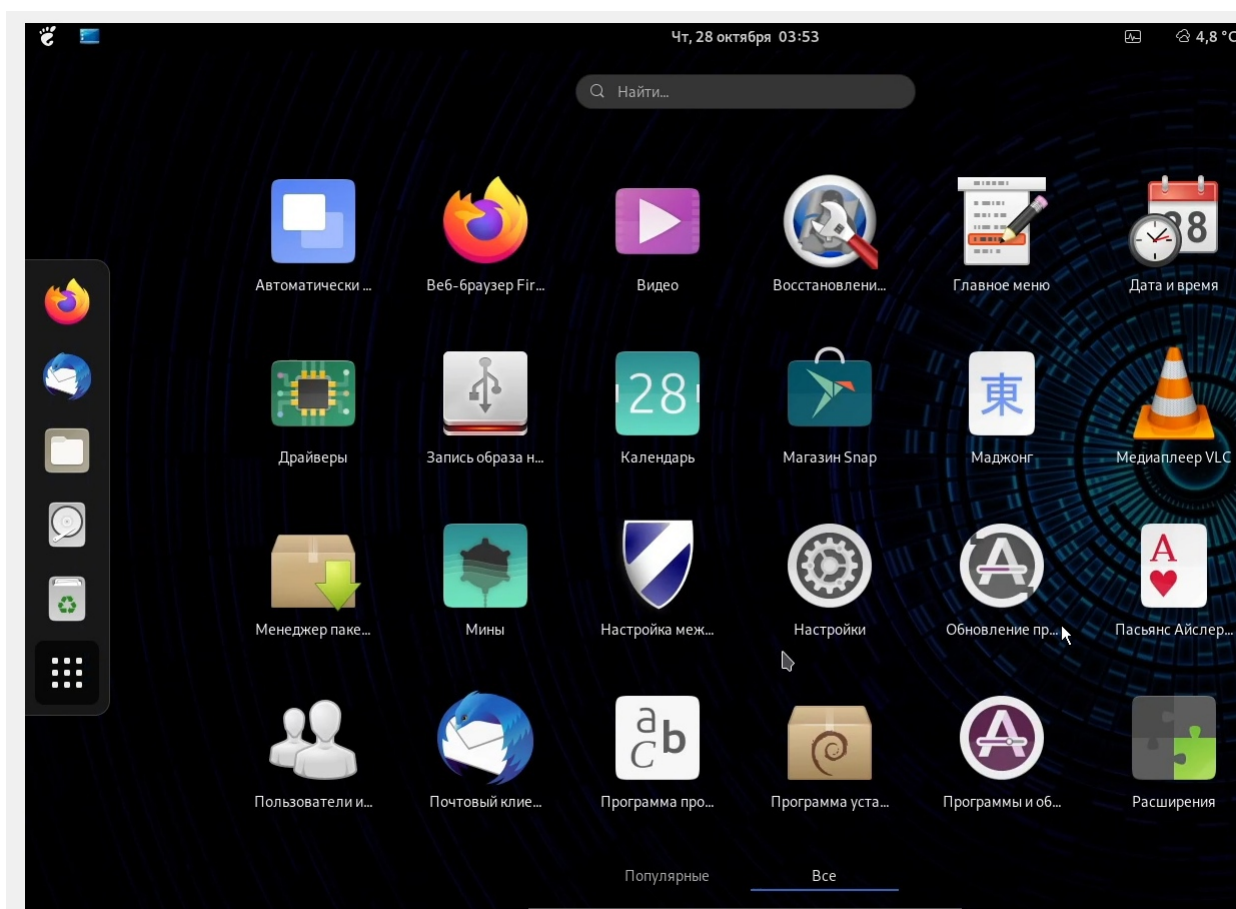 Чт, 28 октября 03:53
4,8 °C
Найти...
Автоматически ...
Веб-браузер Fir...
Видео
Восстановлени...
Главное меню
38
Дата и время
Драйверы
Запись образа н...
28
Календарь
Магазин Snap
東
Маджонг
Медиаплеер VLC
Менеджер паке...
Мины
Настройка меж...
Настройки
Обновление пр...
A
Пасьянс Айслер...
Пользователи и...
Почтовый клие...
a b C
Программа про...
Программа уста...
Программы и об...
Расширения
Популярные
Все